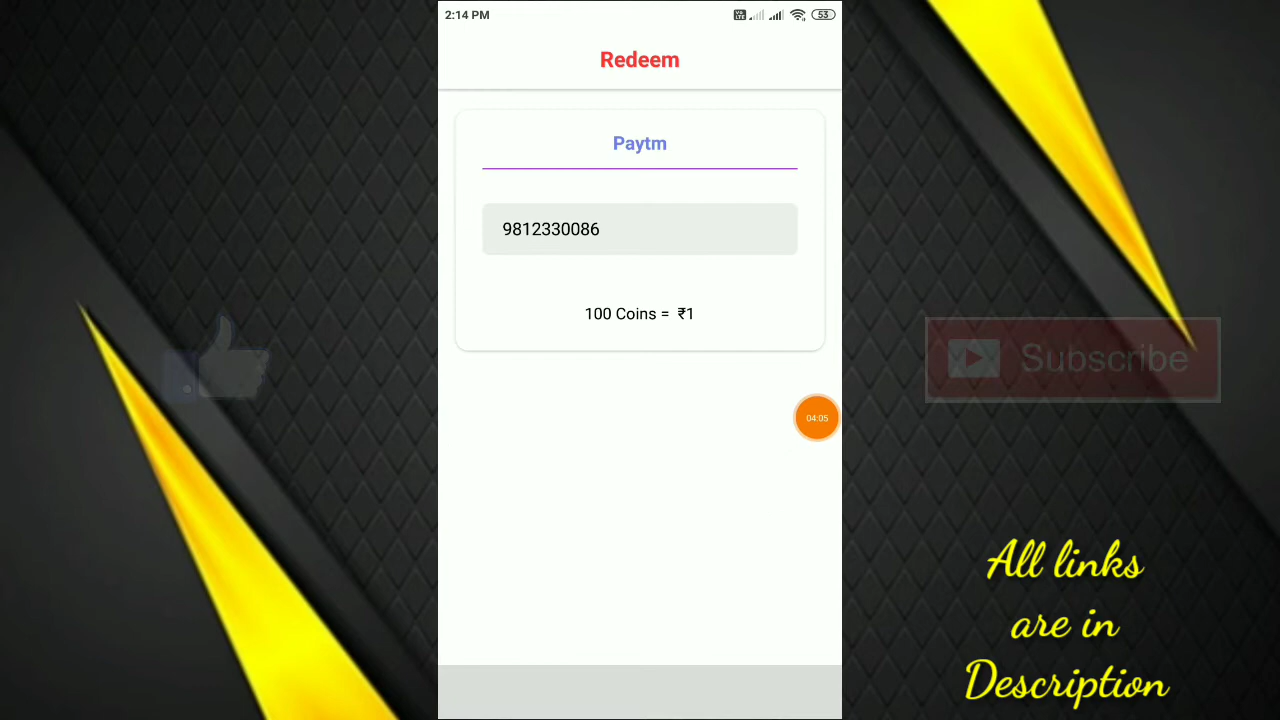 2:14 PM
53
Redeem
Paytm
9812330086
100 Coins = ₹1
04:05
Subscribe
All links
are in
Description